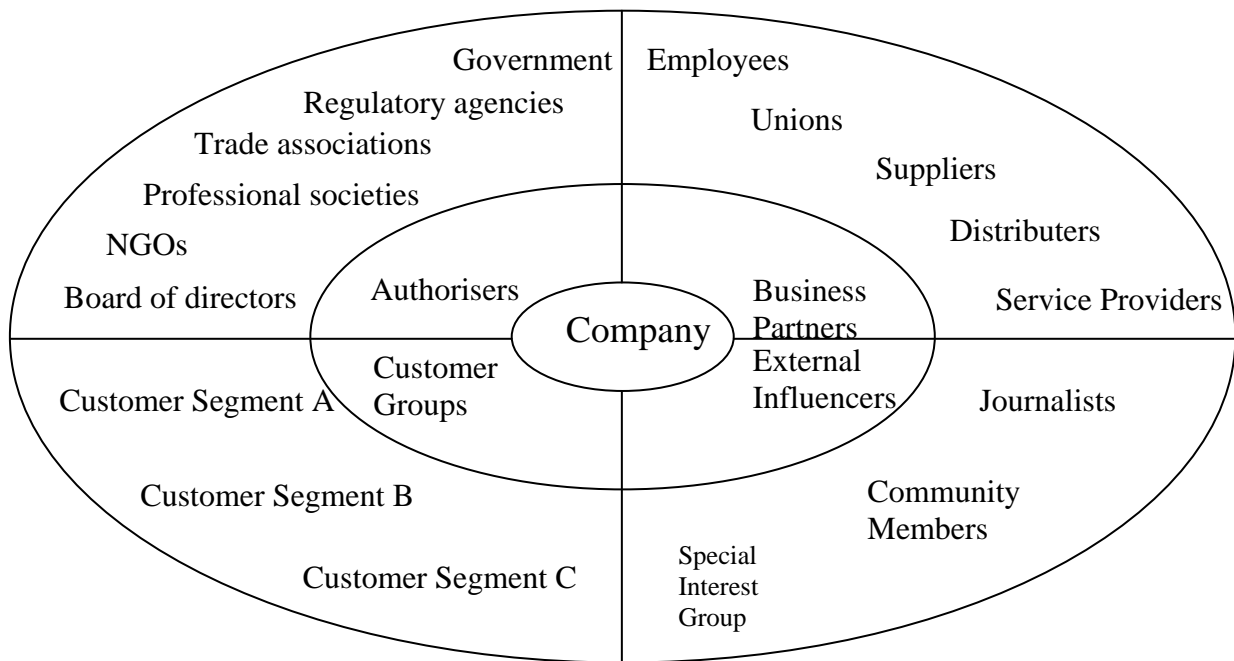 Government
Employees
Regulatory agencies
Unions
Trade associations
Suppliers
Professional societies
Distributers
NGOs
Board of directors
Service Providers
Authorisers
Business
Partners
Company
Customer
Groups
External
Influencers
Customer Segment A
Journalists
Customer Segment B
Community
Members
Customer Segment C
Special
Interest
Group